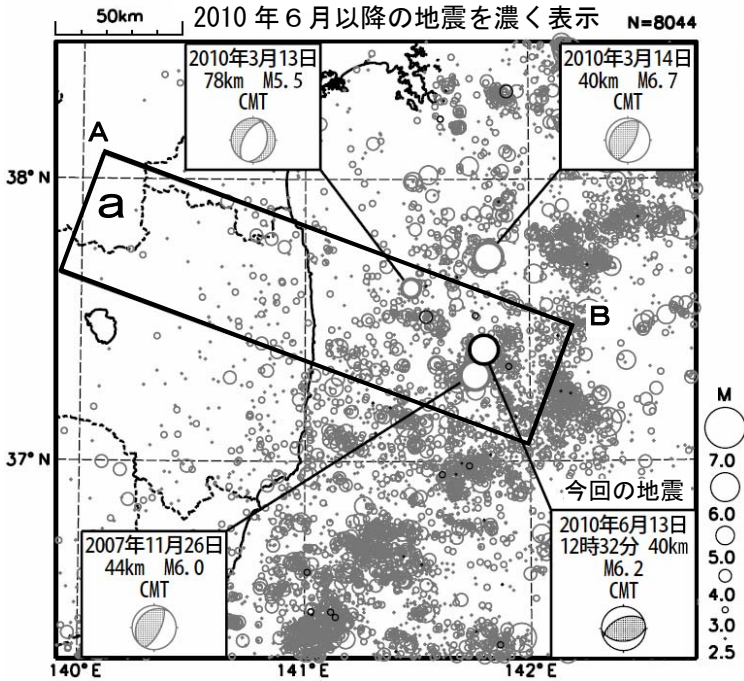 50km
2010年6月以降の地震を濃く表示
N=8044
2010年3月13日
78km M5.5
CMT
2010年3月14日
40km M6.7
CMT
A
38°N
a
B
M
7.0
6.0
5.0
4.0
3.0
2.5
37°N
今回の地震
2007年11月26日
44km M6.0
CMT
2010年6月13日
12時32分 40km
M6.2
CMT
140°E
141°E
142°E